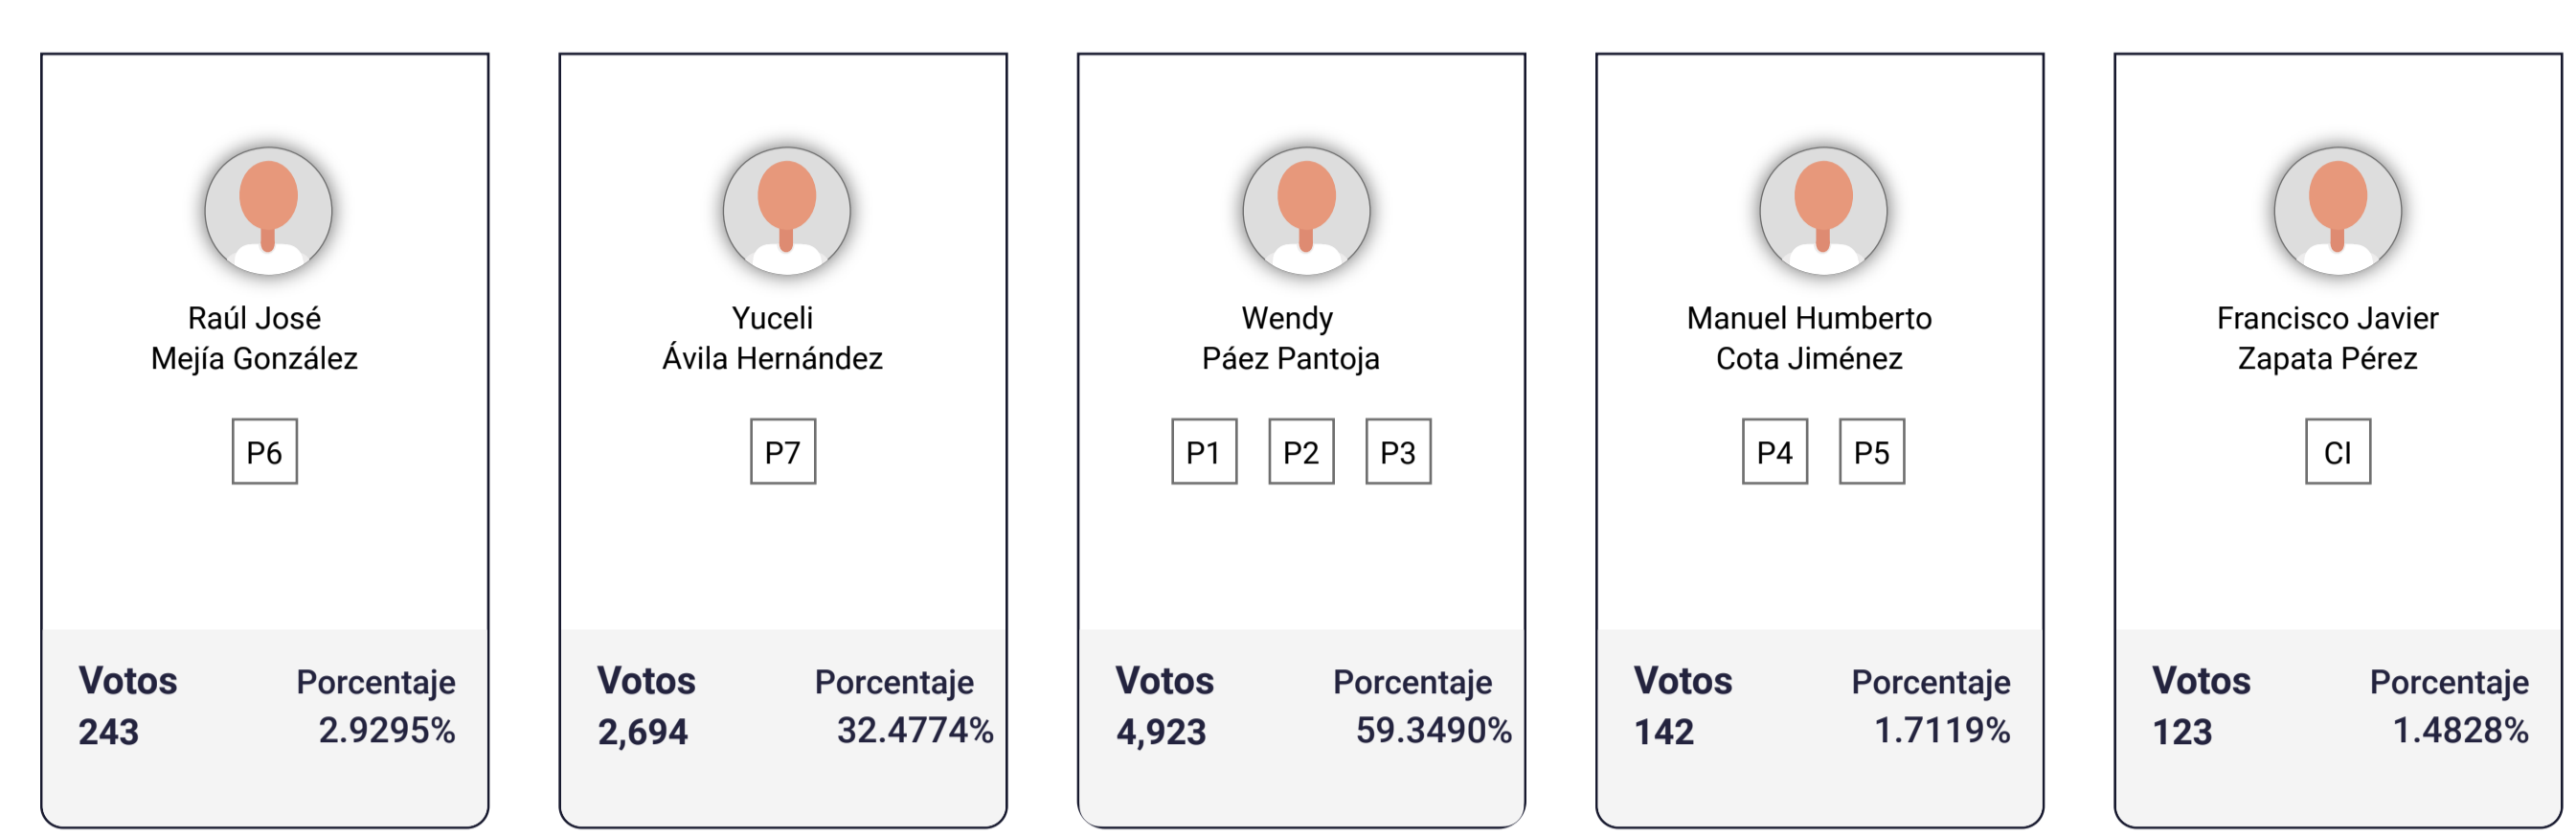 Raúl José
Mejía González
P6
Votos Porcentaje
243 2.9295%
Yuceli
Ávila Hernández
P7
Votos Porcentaje
2,694 32.4774%
Wendy
Páez Pantoja
P1 P2 P3
Votos Porcentaje
4,923 59.3490%
Manuel Humberto
Cota Jiménez
P4 P5
Votos Porcentaje
142 1.7119%
Francisco Javier
Zapata Pérez
CI
Votos Porcentaje
123 1.4828%